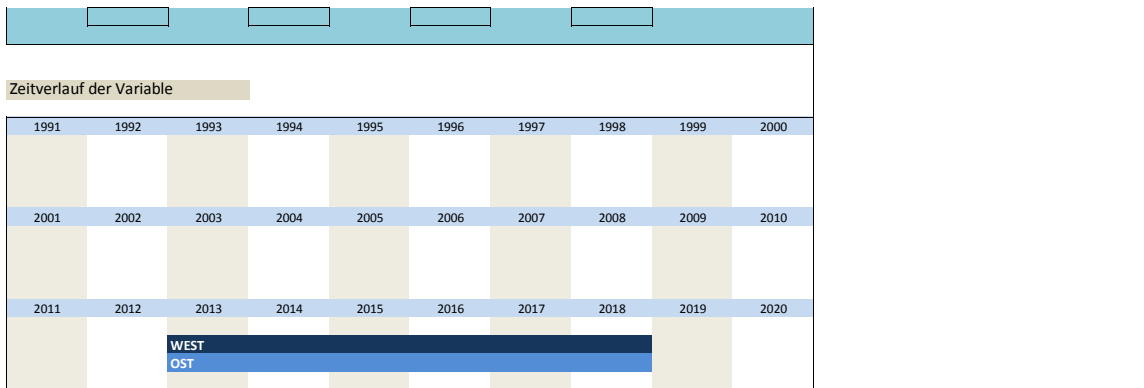 Zeitverlauf der Variable
1991 1992 1993 1994 1995 1996 1997 1998 1999 2000
2001 2002 2003 2004 2005 2006 2007 2008 2009 2010
2011 2012 2013 2014 2015 2016 2017 2018 2019 2020
WEST
OST